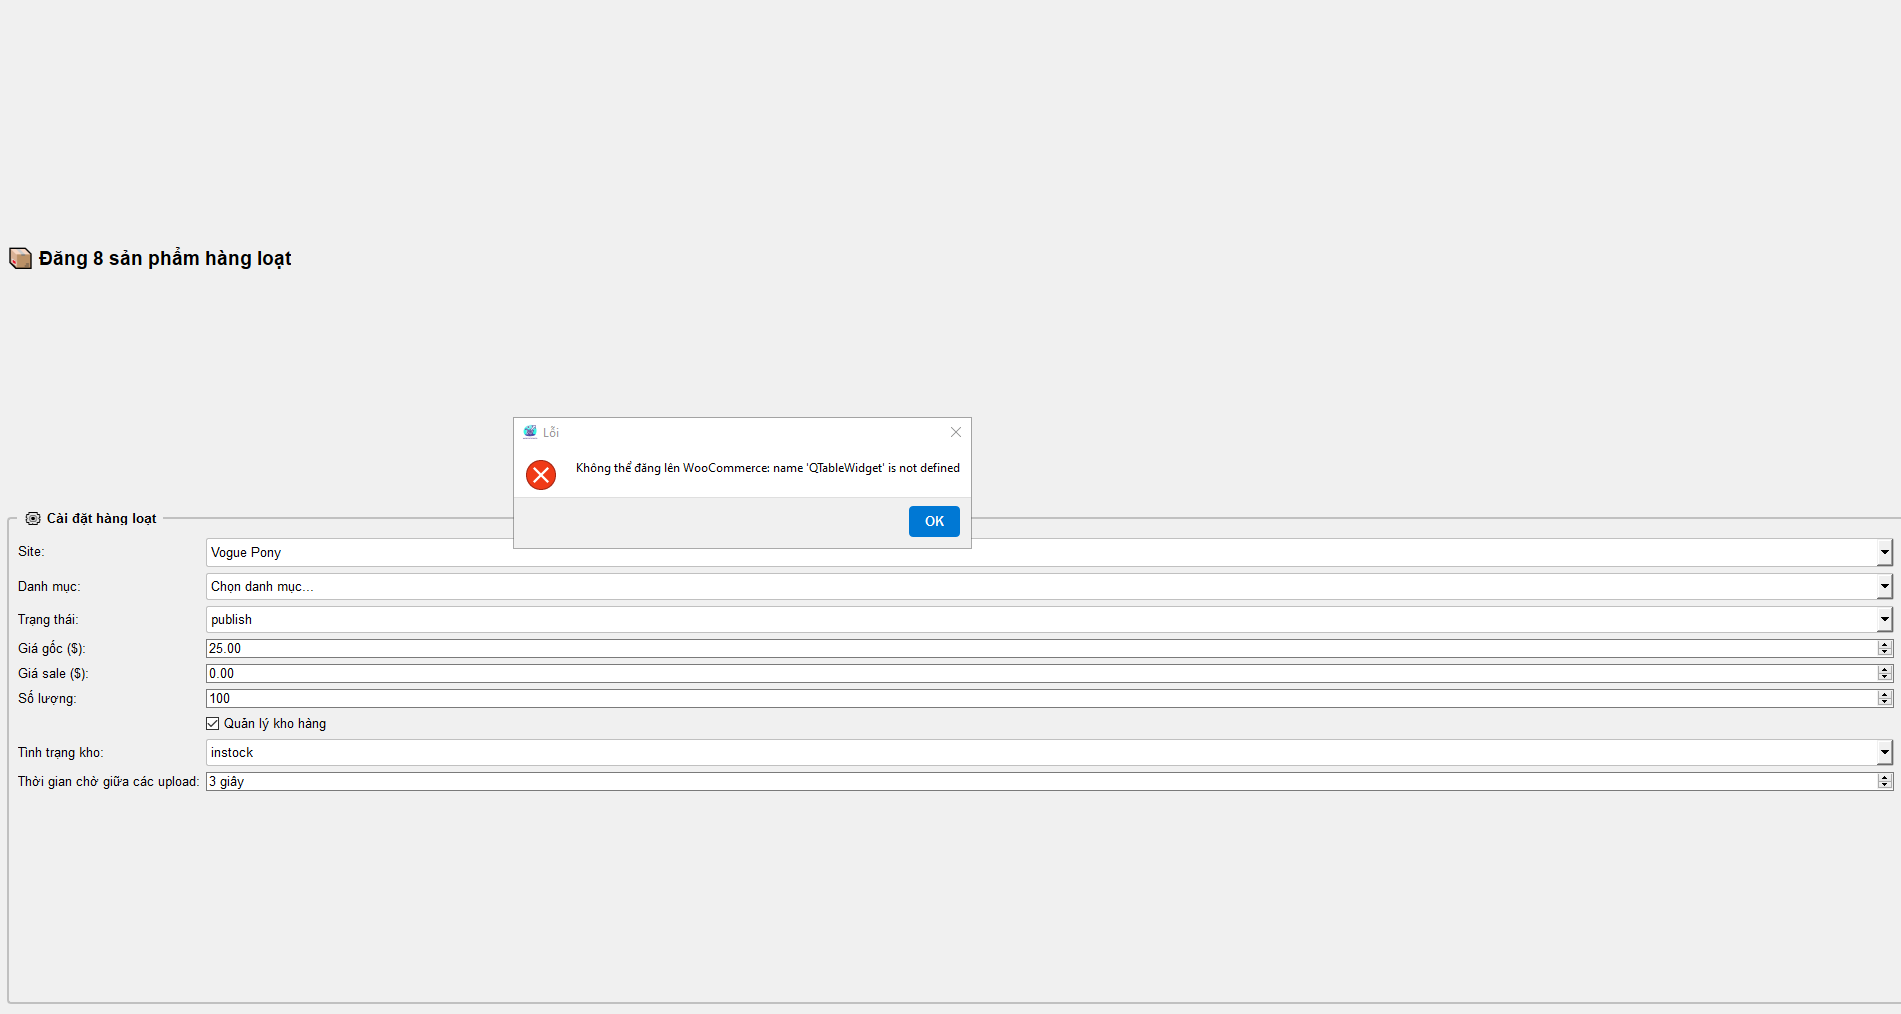 Đăng 8 sản phẩm hàng loạt
Lỗi
Không thể đăng lên WooCommerce: name 'QTableWidget' is not defined
OK
Cài đặt hàng loạt
Site:
Vogue Pony
Danh mục:
Chọn danh mục...
Trạng thái:
publish
Giá gốc ($):
25.00
Giá sale ($):
0.00
Số lượng:
100
Quản lý kho hàng
Tình trạng kho:
instock
Thời gian chờ giữa các upload:
3 giây